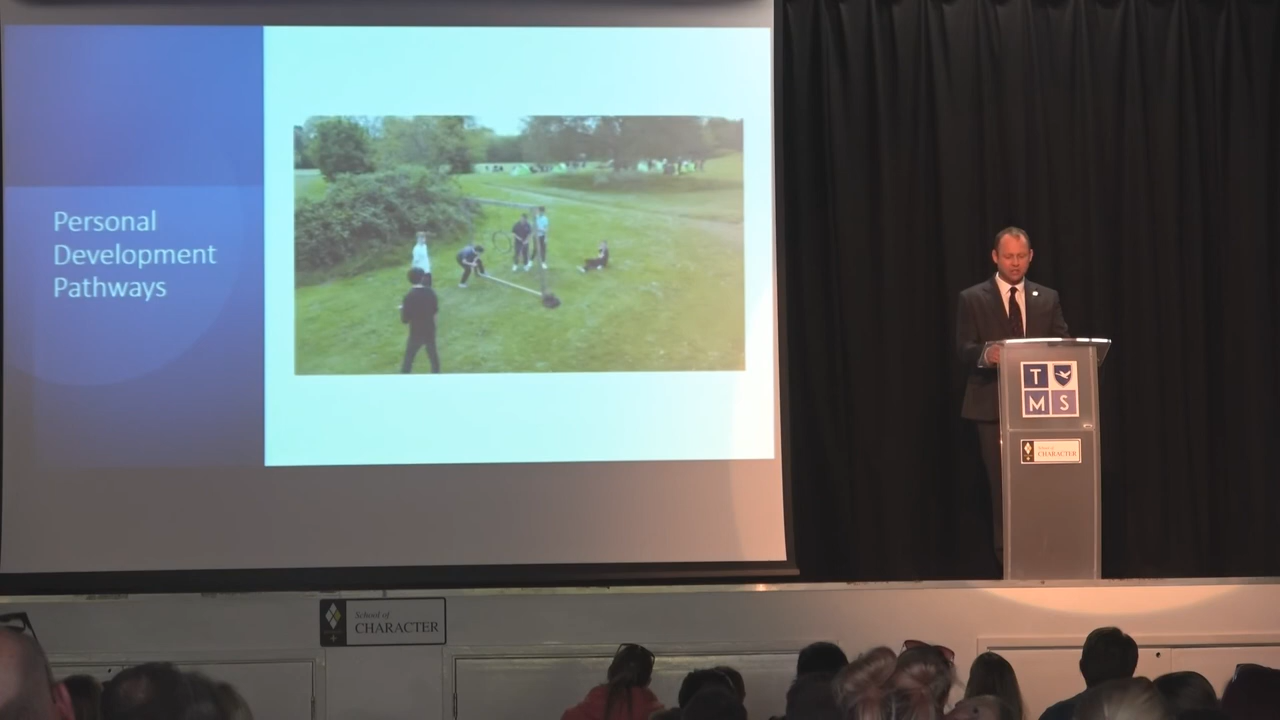 Personal
Development
Pathways
T
M S
School of
CHARACTER
School of
CHARACTER